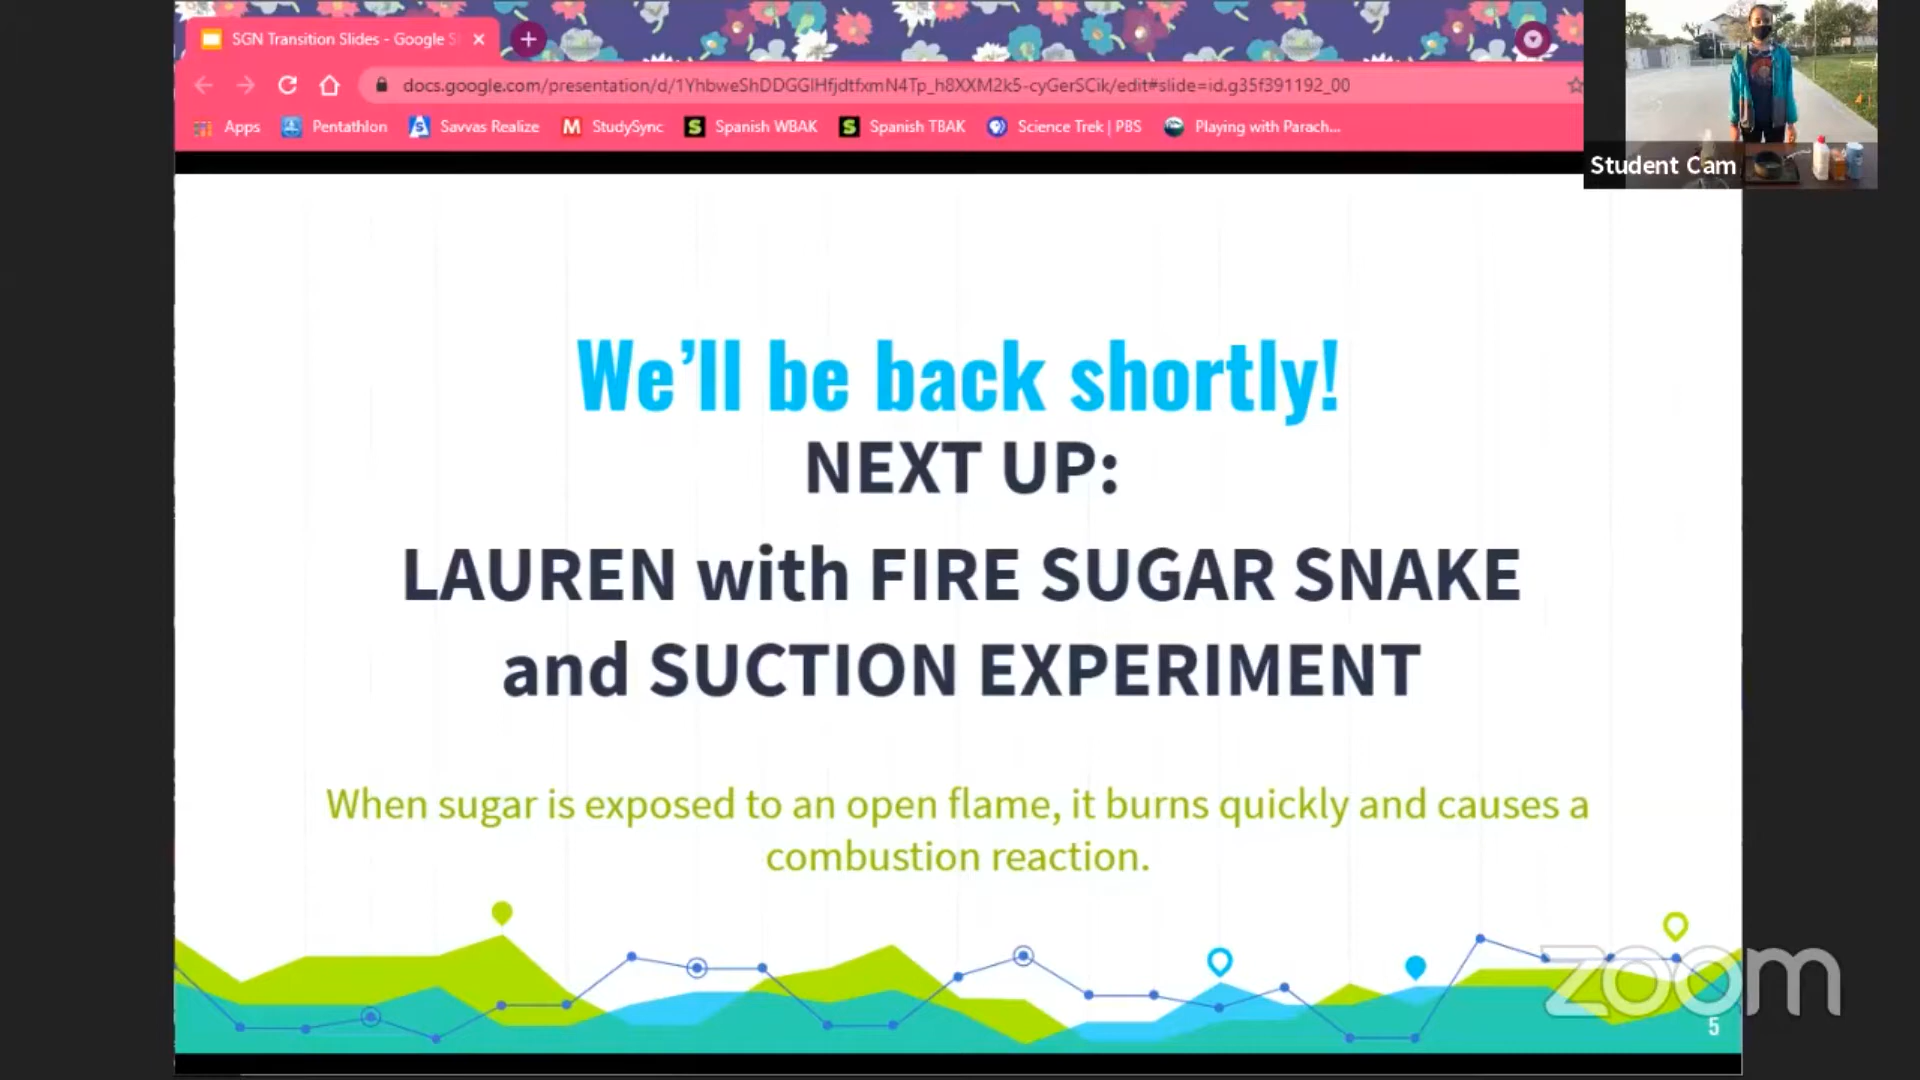 SGN Transition Slides - Google S
docs.google.com/presentation/d/1YhbweShDDGGIHfjdtfxmN4Tp_h8XXM2k5-cyGerSCik/edit#slide=id.g35f391192_00
Apps Pentathlon Savvas Realize StudySync Spanish WBAK Spanish TBAK Science Trek | PBS Playing with Parach...
Student Cam
We’ll be back shortly!
NEXT UP:
LAUREN with FIRE SUGAR SNAKE
and SUCTION EXPERIMENT
When sugar is exposed to an open flame, it burns quickly and causes a
combustion reaction.
zoom
5